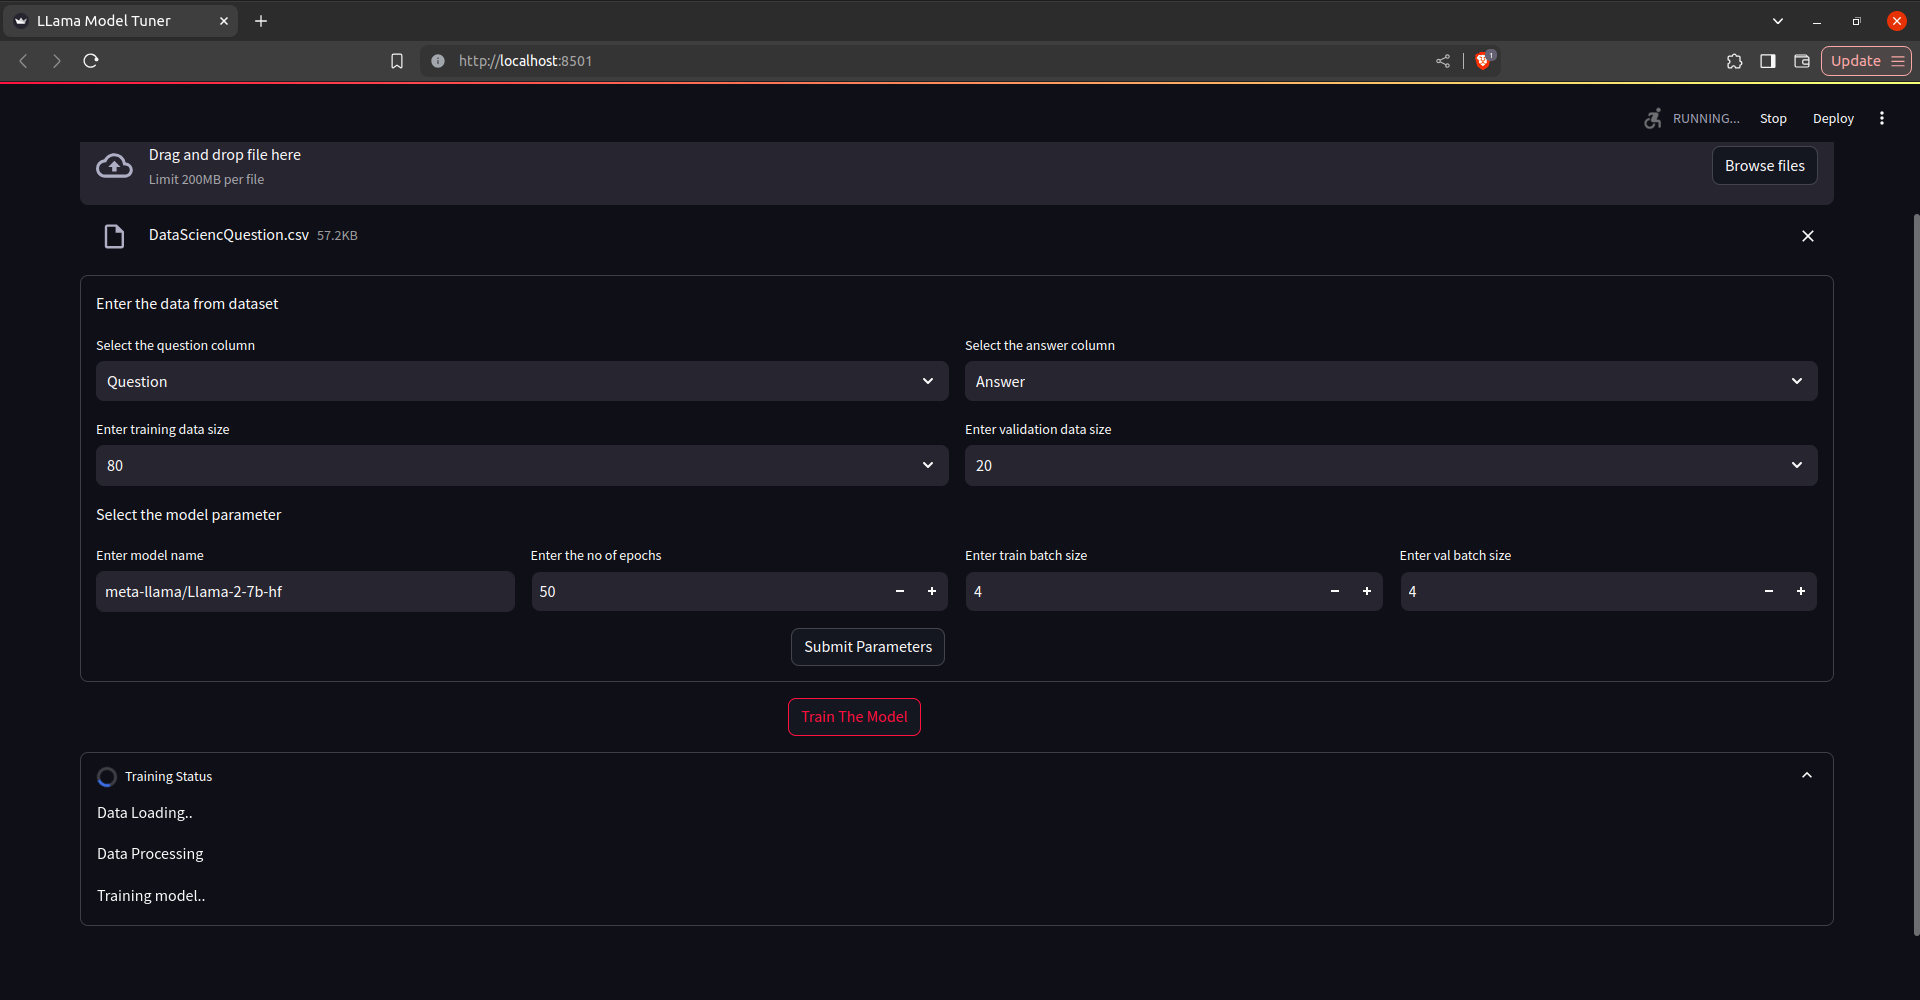 LLama Model Tuner
http://localhost:8501
1
Update
RUNNING... Stop Deploy
Drag and drop file here
Limit 200MB per file
Browse files
DataSciencQuestion.csv 57.2KB
Enter the data from dataset
Select the question column
Select the answer column
Question
Answer
Enter training data size
Enter validation data size
80
20
Select the model parameter
Enter model name
Enter the no of epochs
Enter train batch size
Enter val batch size
meta-llama/Llama-2-7b-hf
50
4
4
Submit Parameters
Train The Model
Training Status
Data Loading..
Data Processing
Training model..